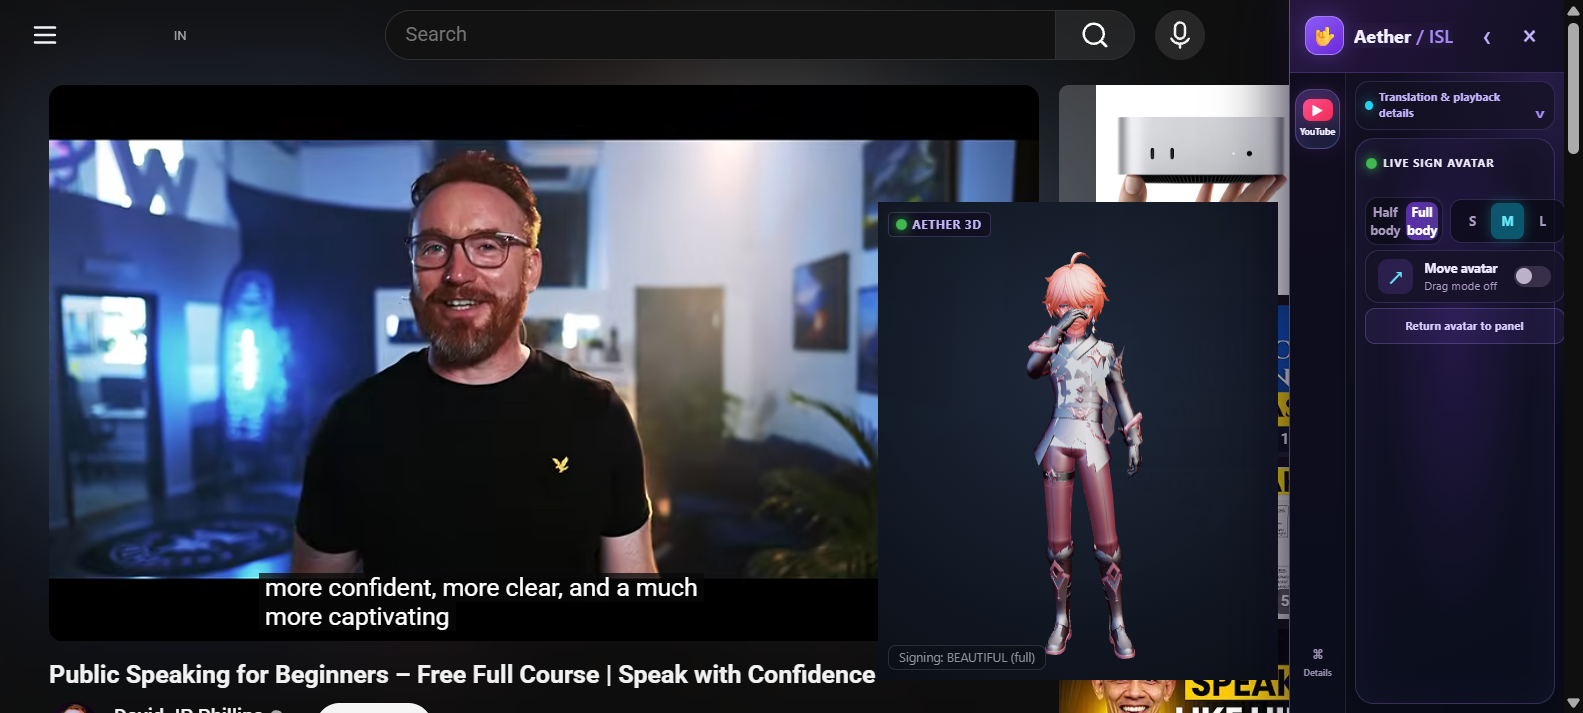 IN
Search
Aether / ISL
YouTube
Translation & playback
details
LIVE SIGN AVATAR
Half
body
Full
body
S
M
L
Move avatar
Drag mode off
Return avatar to panel
AETHER 3D
Signing: BEAUTIFUL (full)
more confident, more clear, and a much
more captivating
Public Speaking for Beginners – Free Full Course | Speak with Confidence
Details